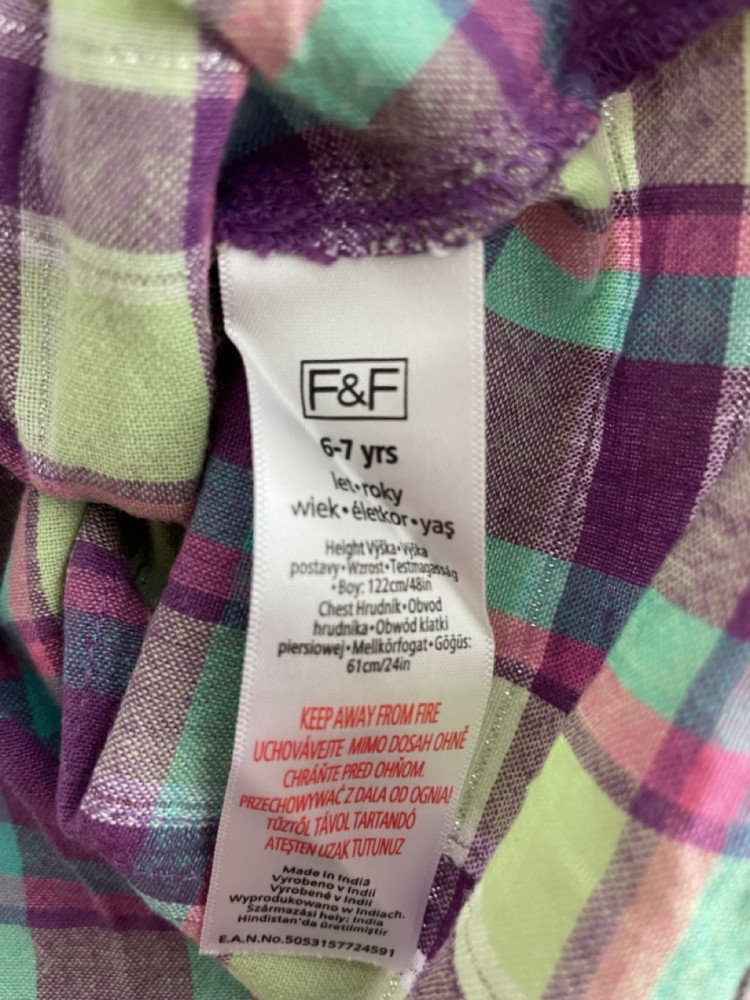 F&F
6-7 yrs
let•roky
wiek•életkor•yaş
Height Výška•Výška
postavy•Wzrost•Testmagasság
•Boy: 122cm/48in
Chest Hrudník•Obvod
hrudníka•Obwód klatki
piersiowej•Mellkörfogat•Göğüs:
61cm/24in
KEEP AWAY FROM FIRE
UCHOVÁVEJTE MIMO DOSAH OHNĚ
CHRÁŇTE PRED OHŇOM.
PRZECHOWYWAĆ Z DALA OD OGNIA!
TŰZTŐL TÁVOL TARTANDÓ
ATEŞTEN UZAK TUTUNUZ
Made in India
Vyrobeno v Indii
Vyrobené v Indii
Wyprodukowano w Indiach.
Származási hely: India
Hindistan'da üretilmiştir
E.A.N.No.5053157724591